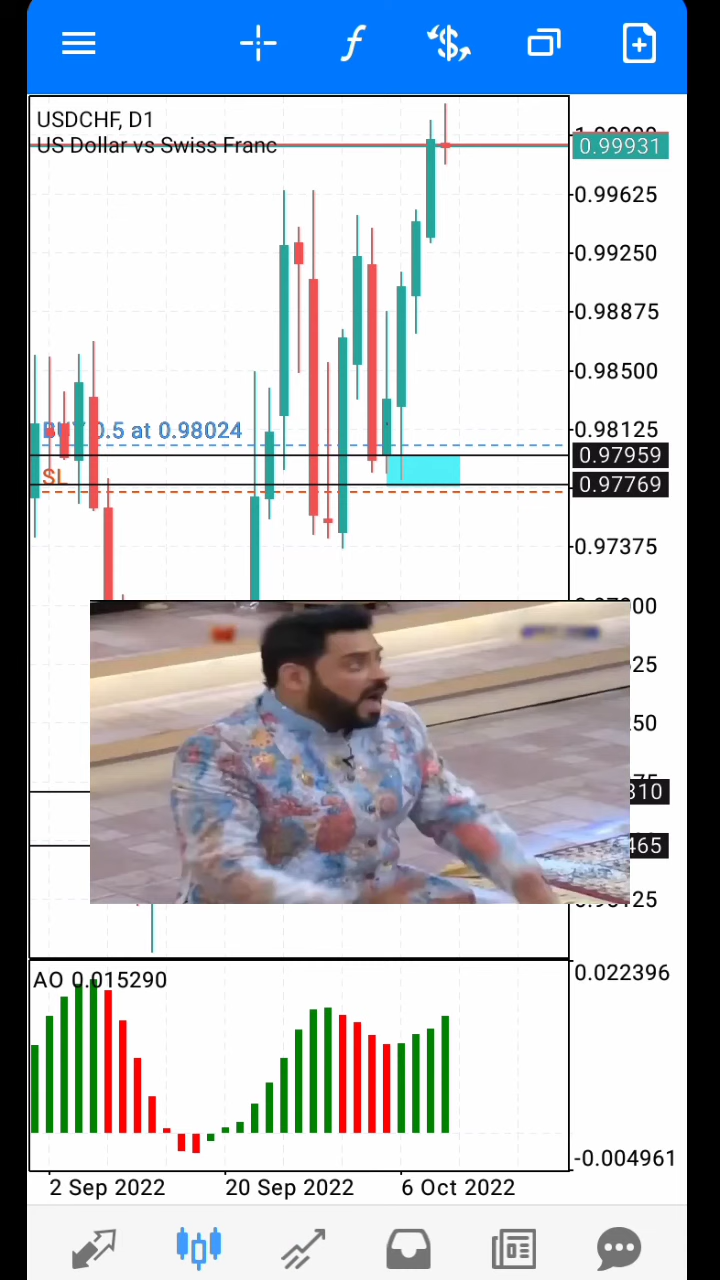 USDCHF, D1
US Dollar vs Swiss Franc
0.99931
0.99625
0.99250
0.98875
0.98500
BUY 0.5 at 0.98024
0.98125
0.97959
SL
0.97769
0.97375
AO 0.015290
0.022396
-0.004961
2 Sep 2022 20 Sep 2022 6 Oct 2022